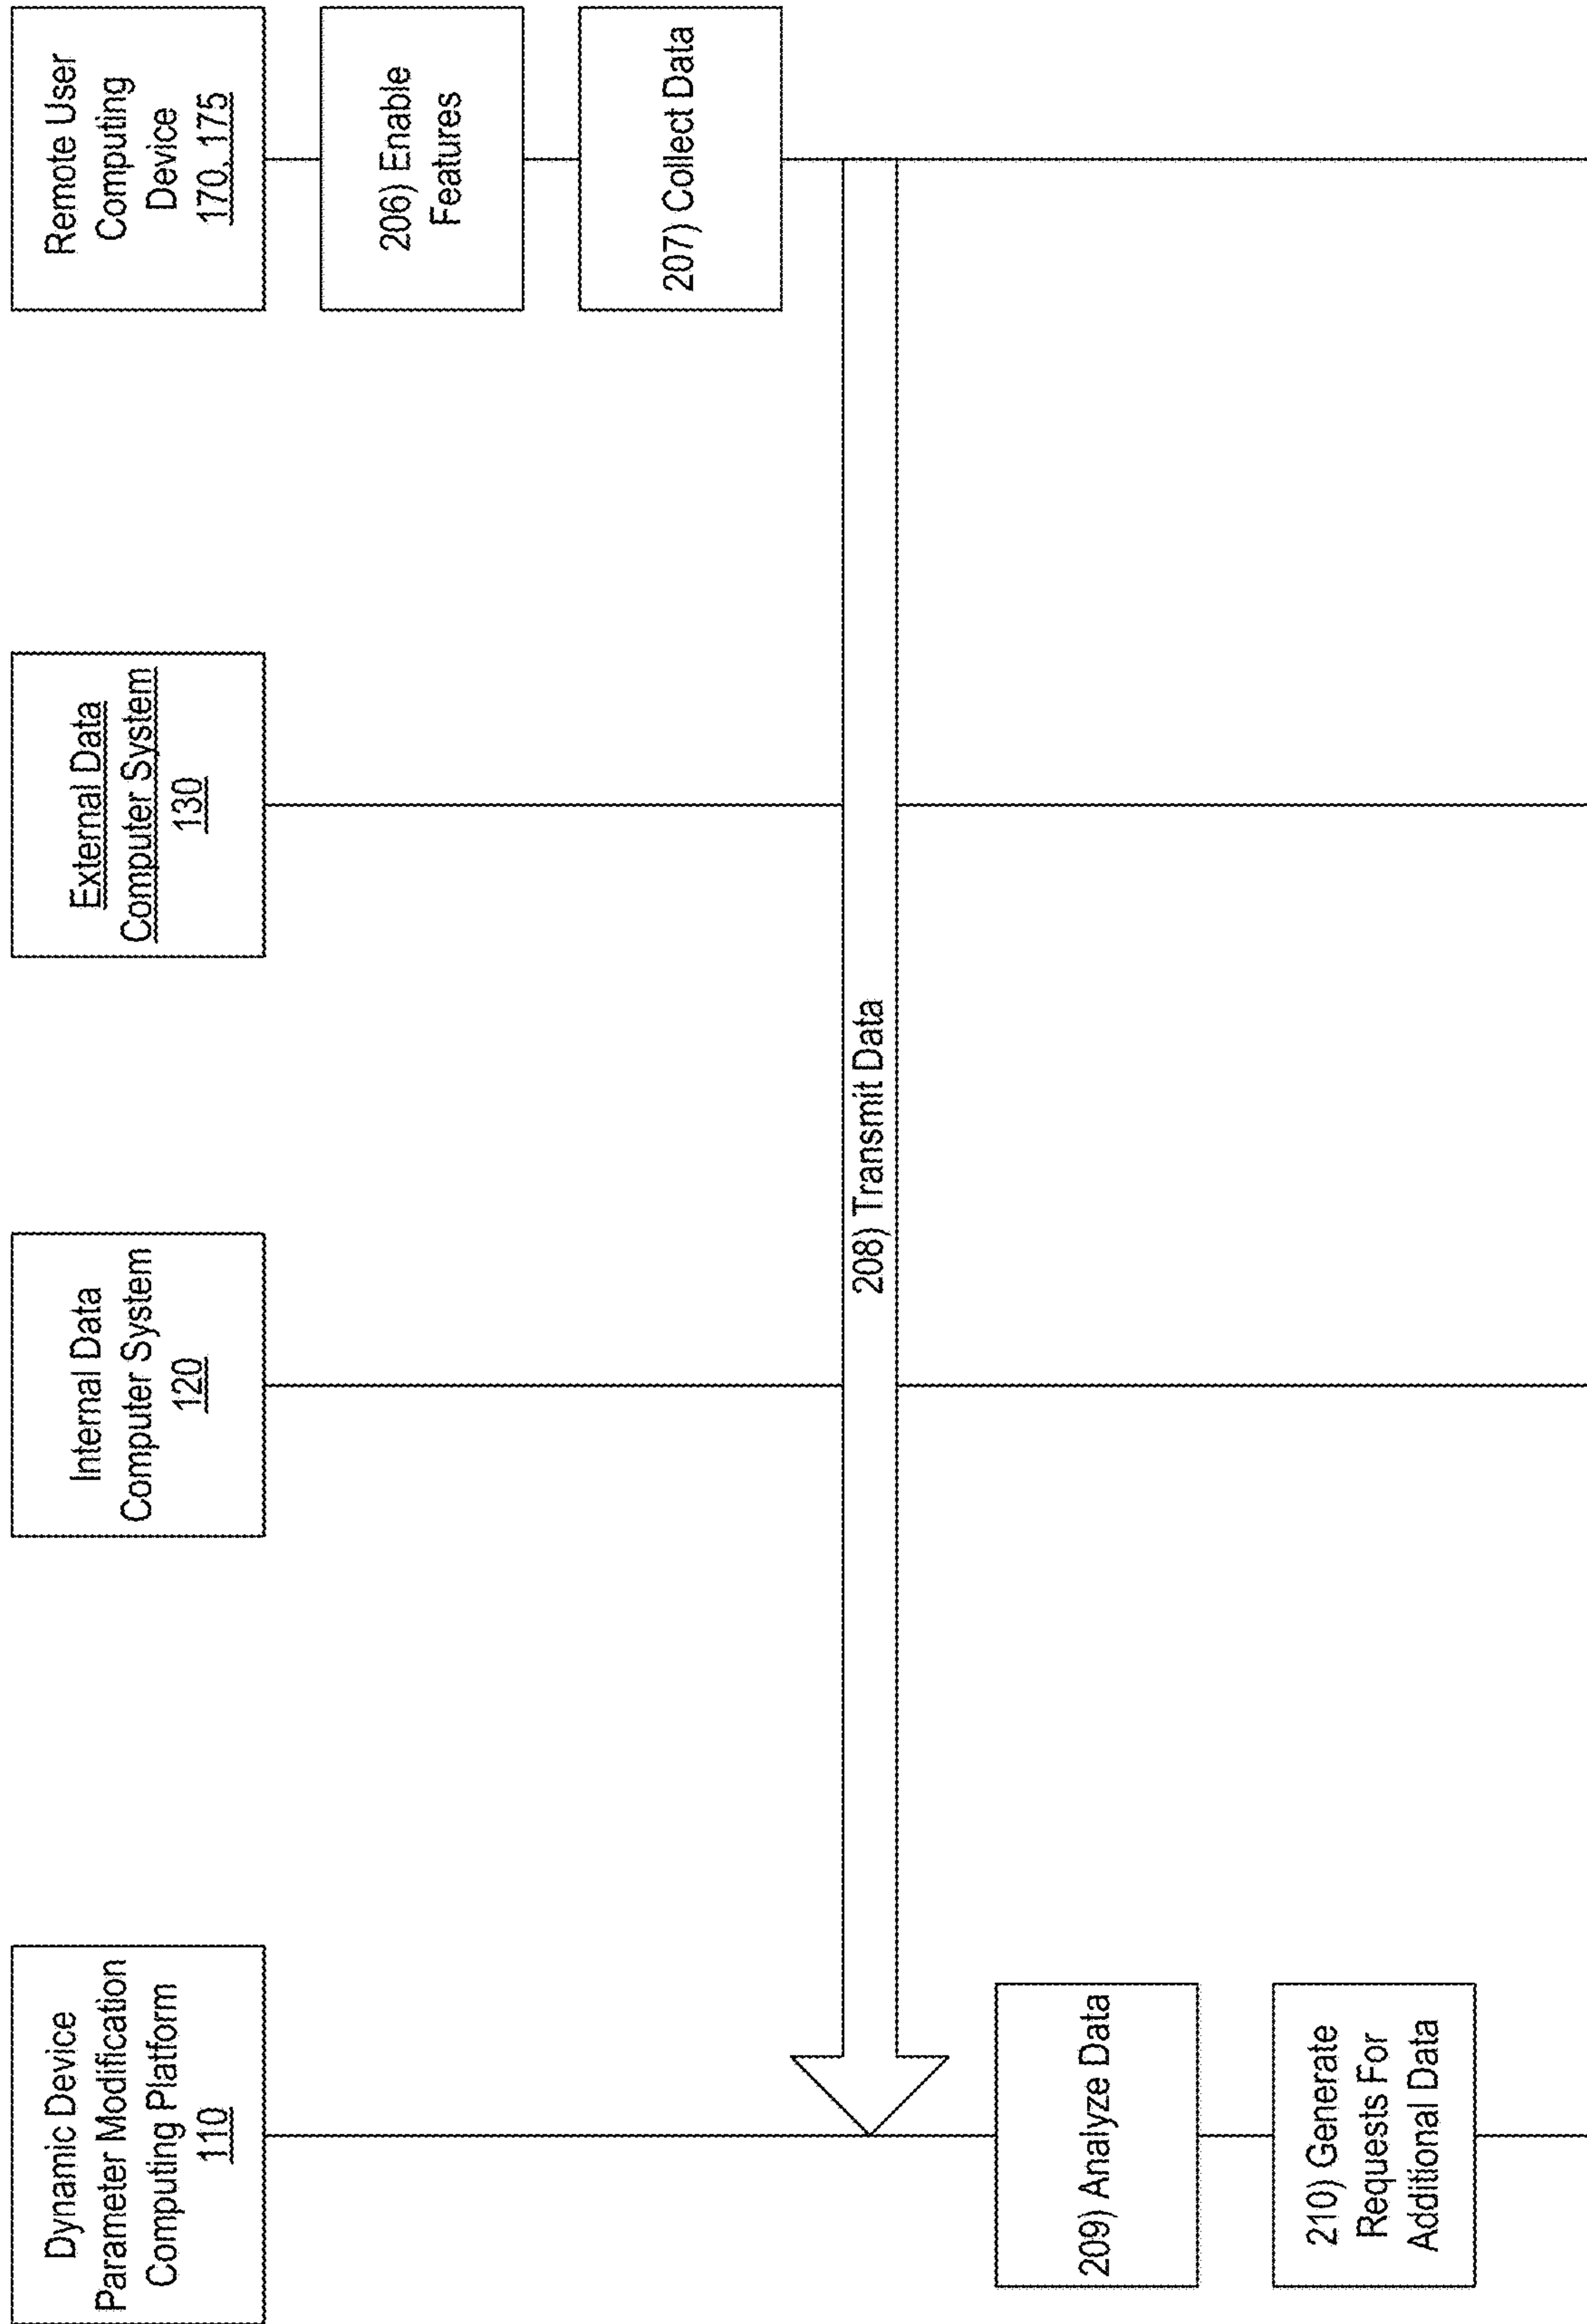 Dynamic Device
Parameter Modification
Computing Platform
110
Internal Data
Computer System
120
External Data
Computer System
130
Remote User
Computing
Device
170, 175
206) Enable
Features
207) Collect Data
208) Transmit Data
209) Analyze Data
210) Generate
Requests For
Additional Data